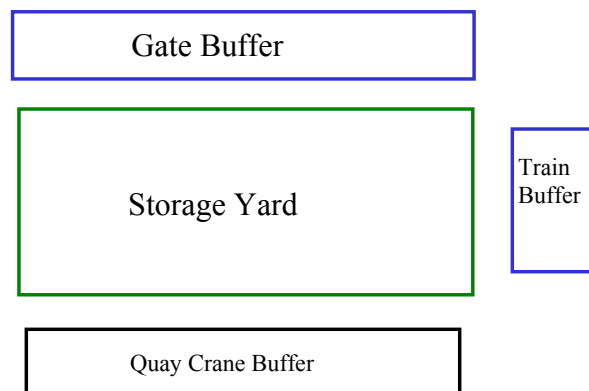 Gate Buffer
Storage Yard
Train
Buffer
Quay Crane Buffer